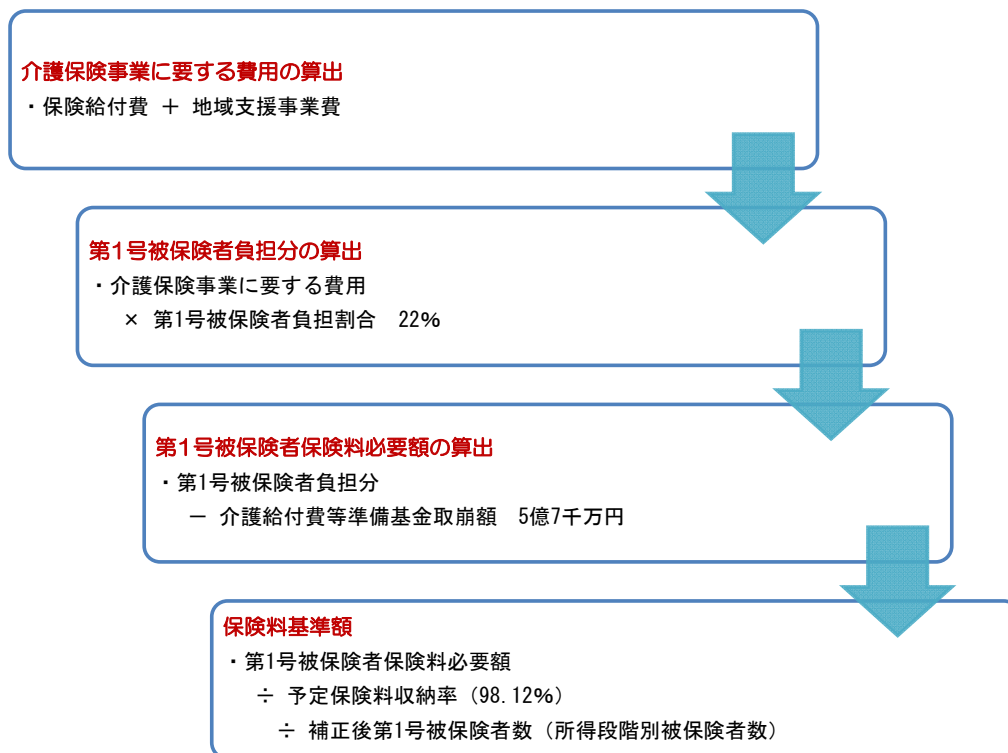 介護保険事業に要する費用の算出
・保険給付費 ＋ 地域支援事業費
第1号被保険者負担分の算出
・介護保険事業に要する費用
× 第1号被保険者負担割合 22%
第1号被保険者保険料必要額の算出
・第1号被保険者負担分
－ 介護給付費等準備基金取崩額 5億7千万円
保険料基準額
・第1号被保険者保険料必要額
÷ 予定保険料収納率（98.12%）
÷ 補正後第1号被保険者数（所得段階別被保険者数）